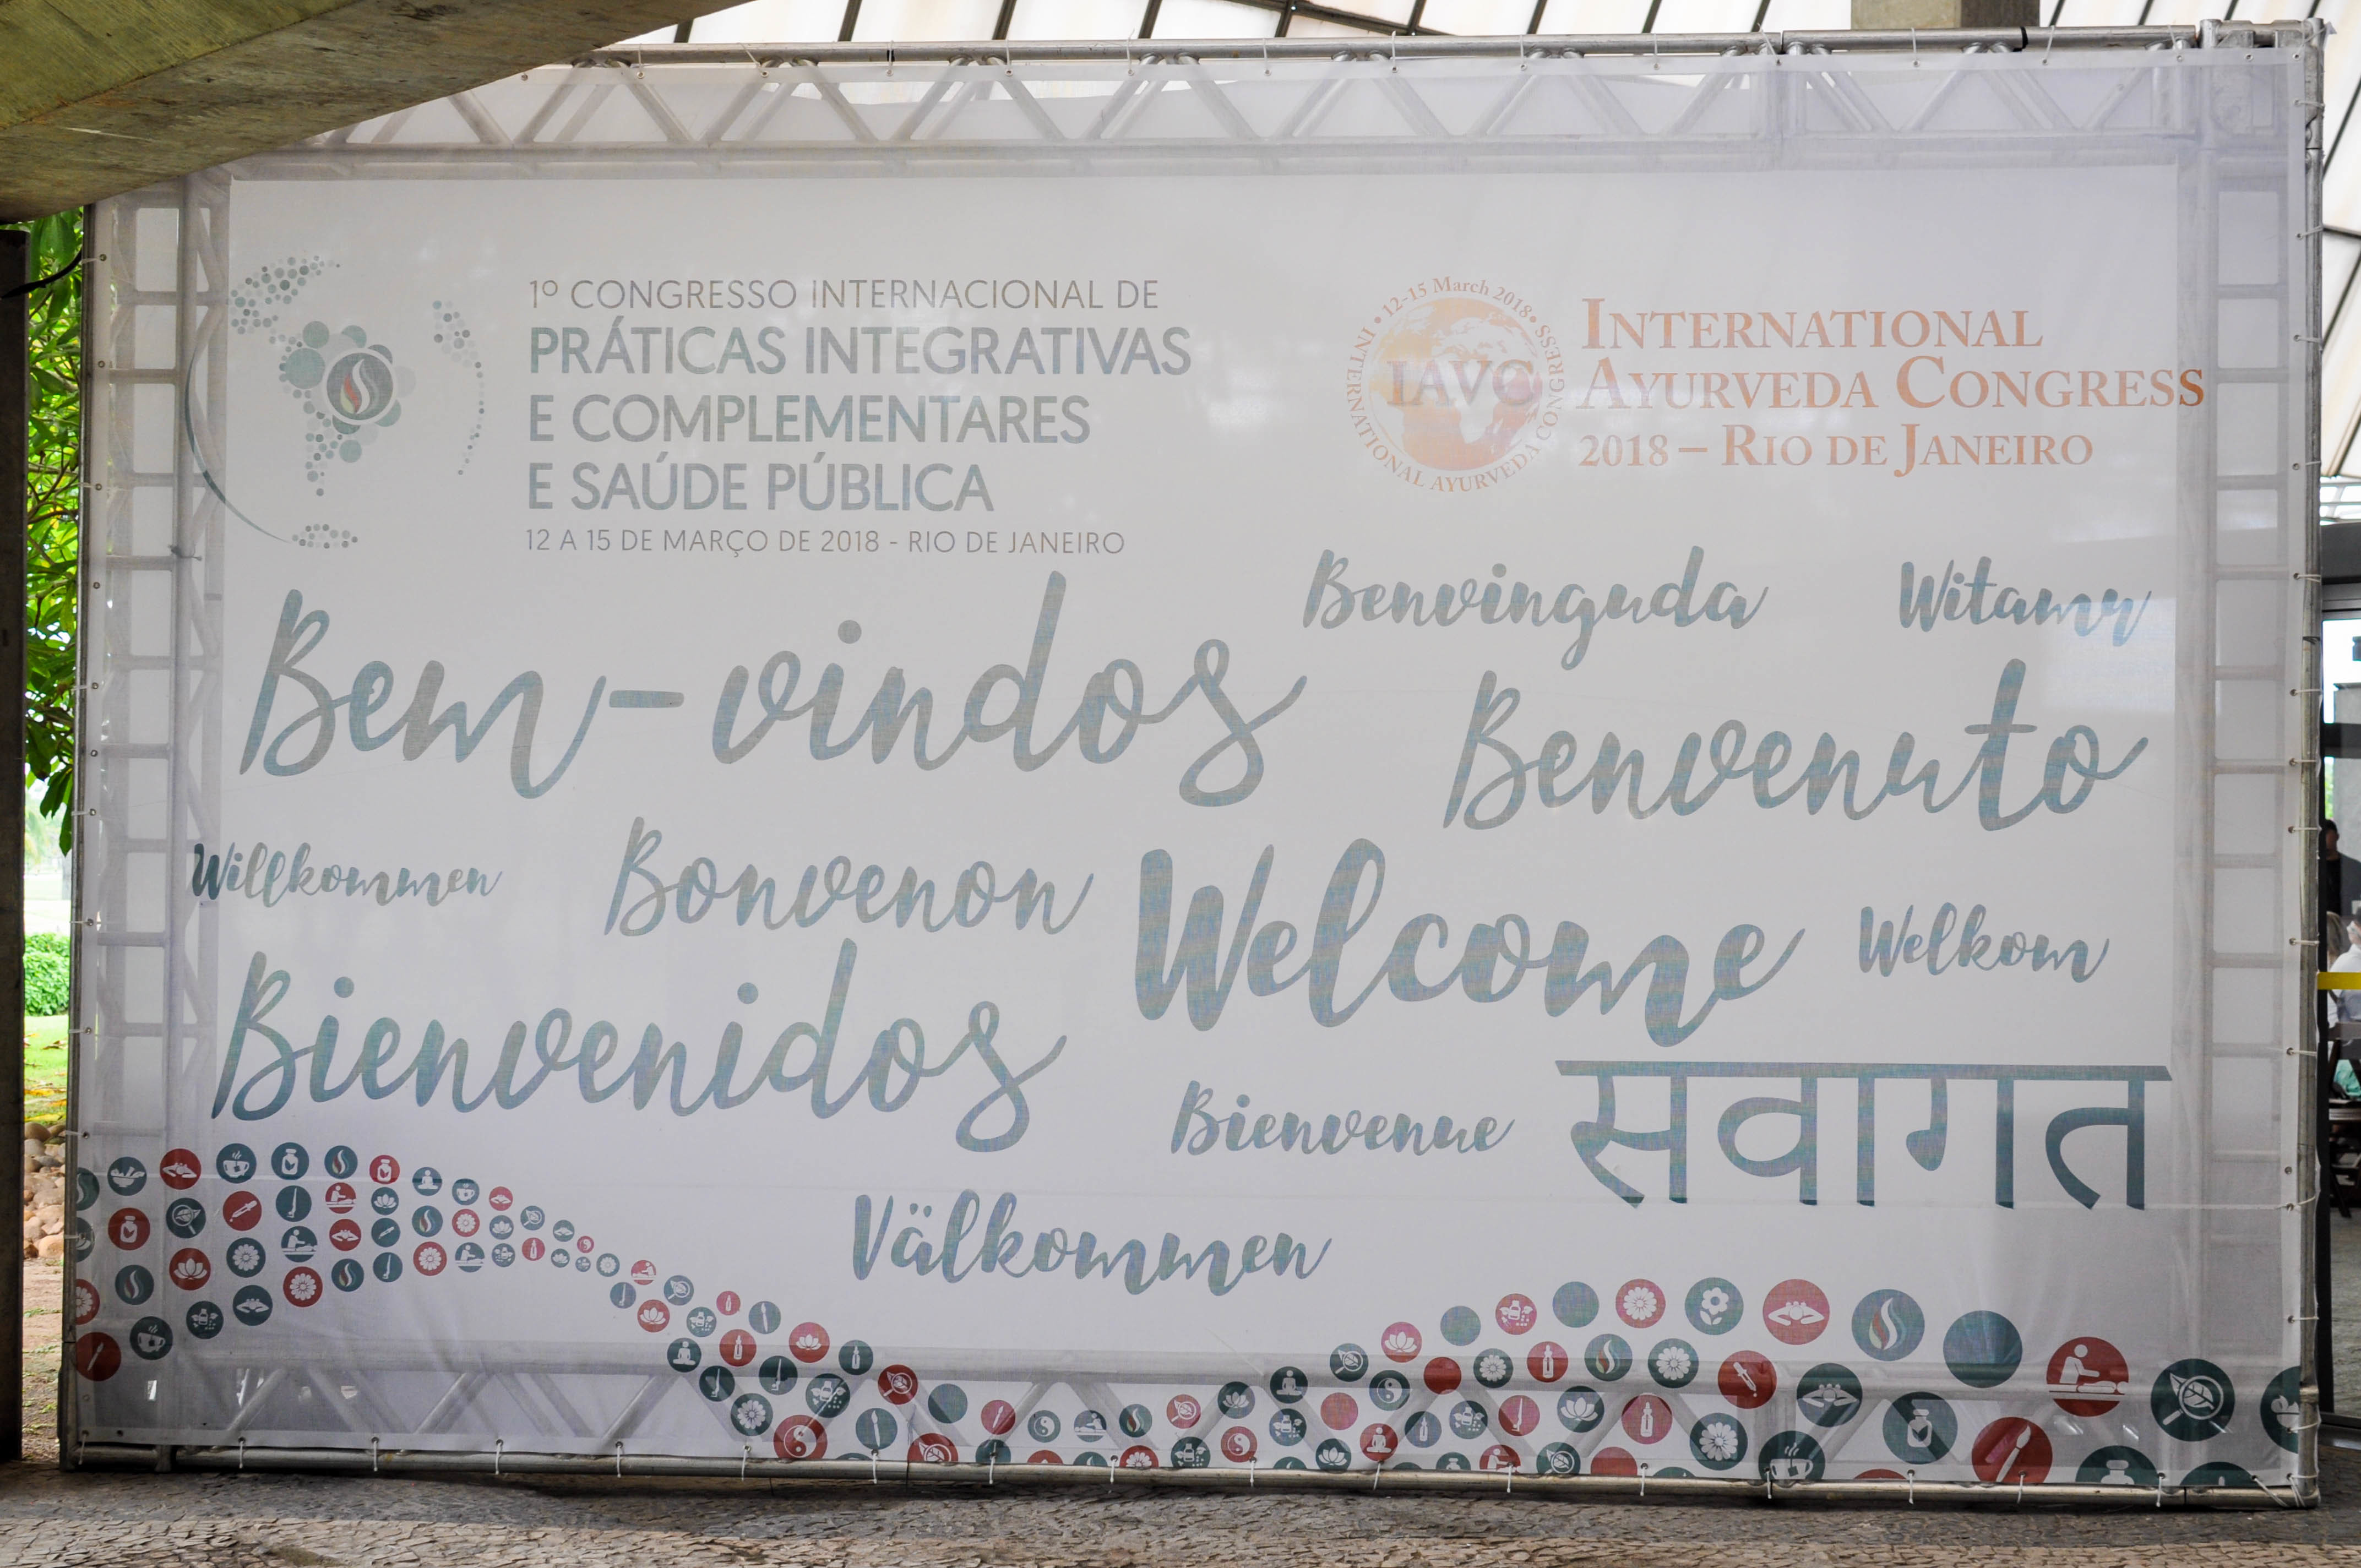 1º CONGRESSO INTERNACIONAL DE
PRÁTICAS INTEGRATIVAS
E COMPLEMENTARES
E SAÚDE PÚBLICA
12 A 15 DE MARÇO DE 2018 - RIO DE JANEIRO
• 12-15 March 2018 •
INTERNATIONAL AYURVEDA CONGRESS
IAVC
INTERNATIONAL
AYURVEDA CONGRESS
2018 – RIO DE JANEIRO
Benvinguda
Witamy
Bem-vindos
Benvenuto
Willkommen
Bonvenon
Welcome
Welkom
Bienvenidos
Bienvenue
सवागत
Välkommen